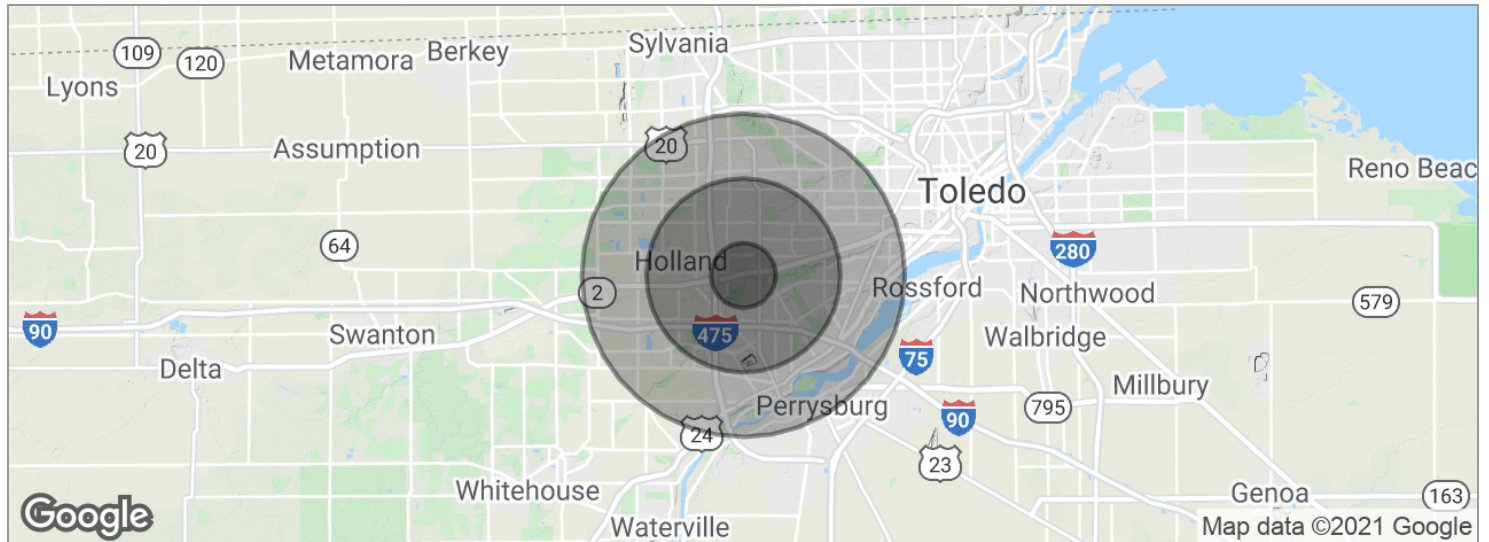 109
120
Metamora
Berkey
Sylvania
Lyons
20
Assumption
20
Reno Beac
Toledo
64
280
Holland
2
Rossford
Northwood
579
90
Swanton
475
Walbridge
75
Delta
Millbury
Perrysburg
795
90
24
23
Whitehouse
Genoa
163
Google
Waterville
Map data ©2021 Google